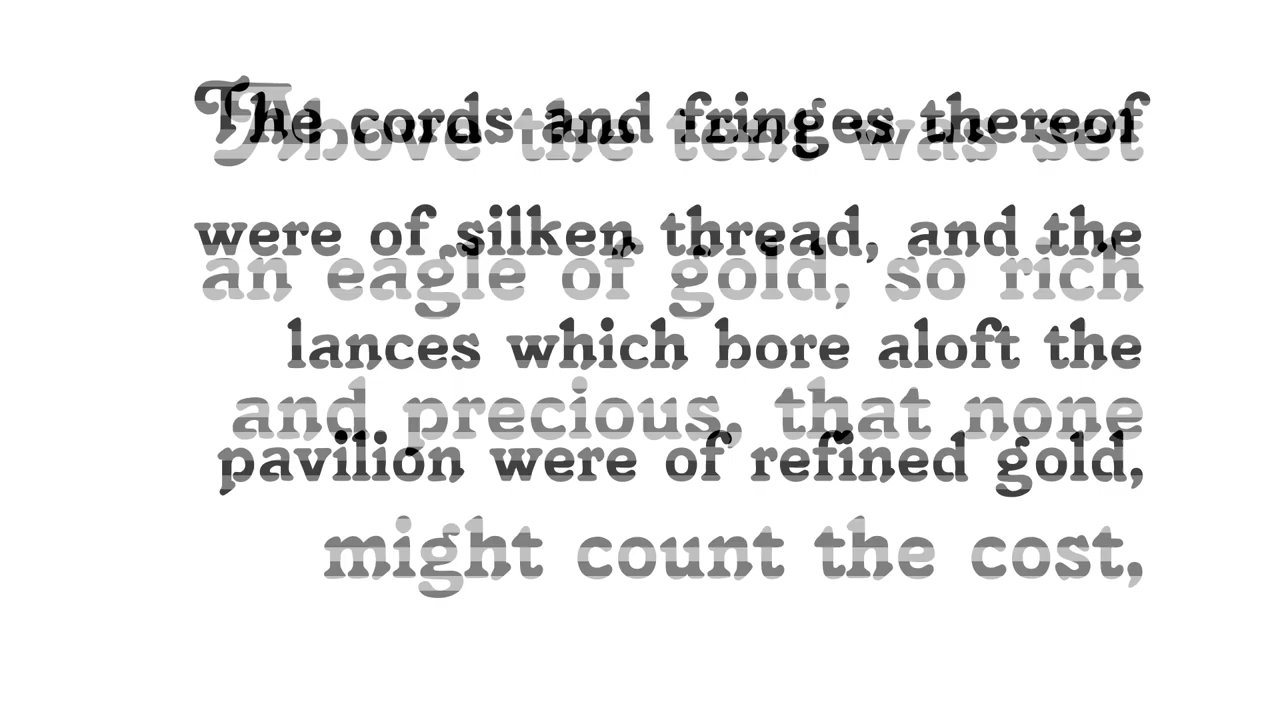 The cords and fringes thereof
were of silken thread, and the
lances which bore aloft the
pavilion were of refined gold,
Above the tent was set
an eagle of gold, so rich
and precious, that none
might count the cost,